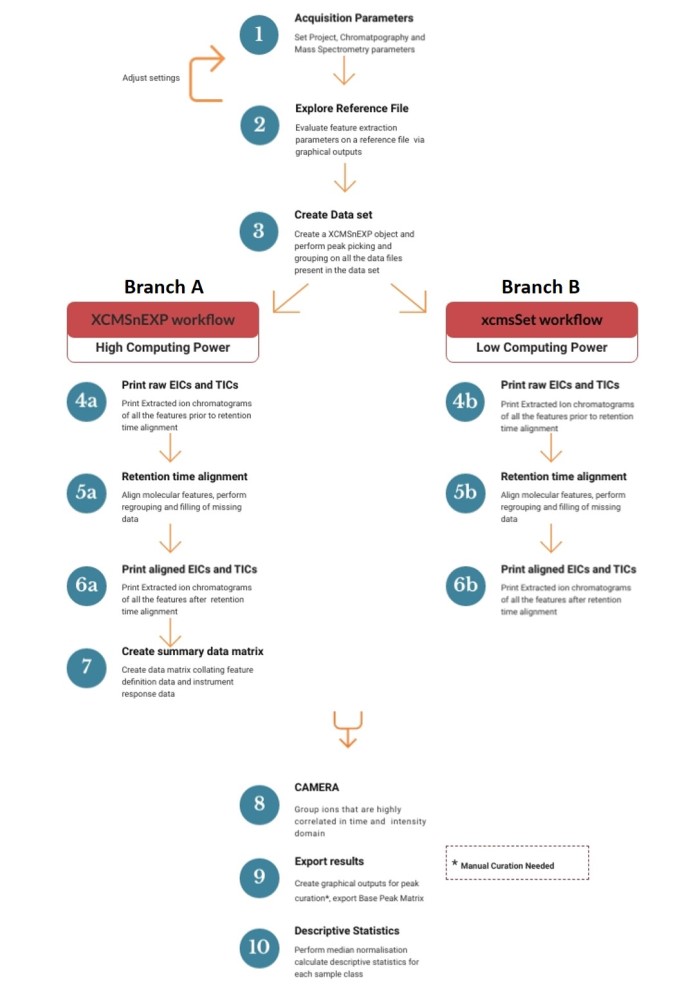 1
Acquisition Parameters
Set Project, Chromatpography and
Mass Spectrometry parameters
Adjust settings
2
Explore Reference File
Evaluate feature extraction
parameters on a reference file via
graphical outputs
3
Create Data set
Create a XCMSnEXP object and
perform peak picking and
grouping on all the data files
present in the data set
Branch A
XCMSnEXP workflow
High Computing Power
4a
Print raw EICs and TICs
Print Extracted ion chromatograms
of all the features prior to retention
time alignment
5a
Retention time alignment
Align molecular features, perform
regrouping and filling of missing
data
6a
Print aligned EICs and TICs
Print Extracted ion chromatograms
of all the features after retention
time alignment
7
Create summary data matrix
Create data matrix collating feature
definition data and instrument
response data
Branch B
xcmsSet workflow
Low Computing Power
4b
Print raw EICs and TICs
Print Extracted Ion chromatograms
of all the features prior to retention
time alignment
5b
Retention time alignment
Align molecular features, perform
regrouping and filling of missing
data
6b
Print aligned EICs and TICs
Print Extracted ion chromatograms
of all the features after retention
time alignment
8
CAMERA
Group ions that are highly
correlated in time and intensity
domain
9
Export results
Create graphical outputs for peak
curation*, export Base Peak Matrix
* Manual Curation Needed
10
Descriptive Statistics
Perform median normalisation
calculate descriptive statistics for
each sample class